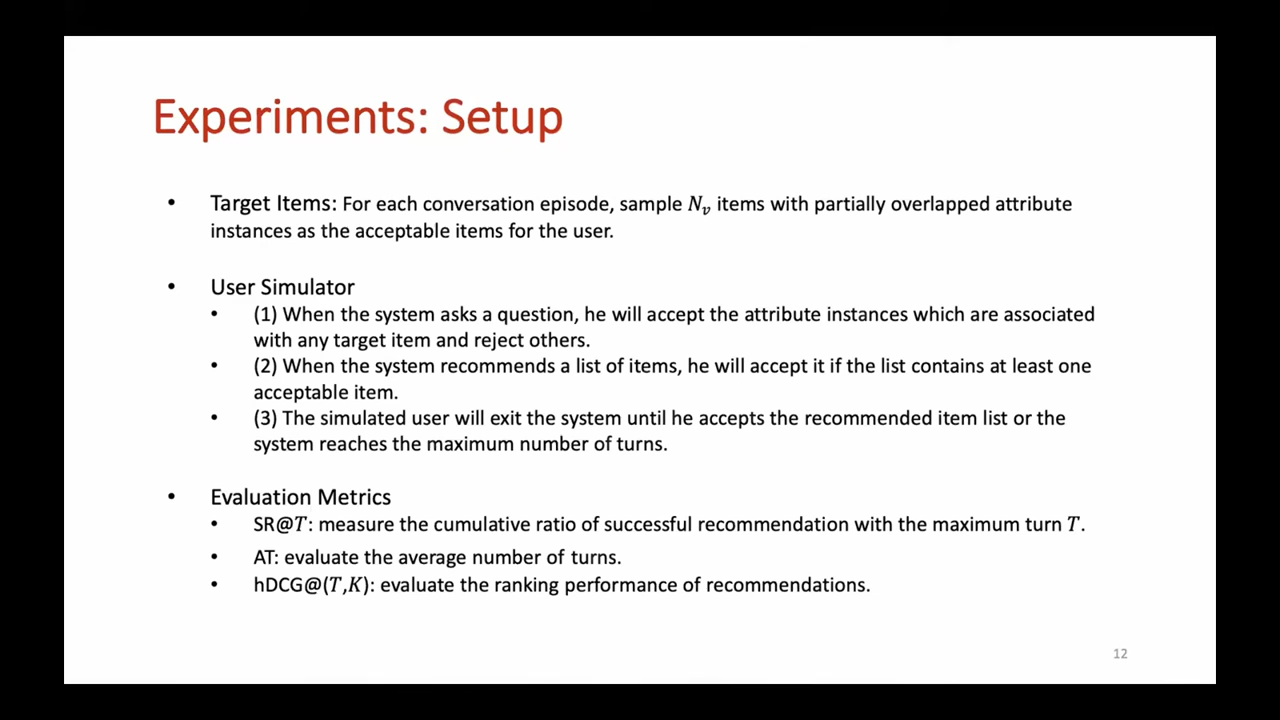 Experiments: Setup
• Target Items: For each conversation episode, sample N_v items with partially overlapped attribute
instances as the acceptable items for the user.
• User Simulator
• (1) When the system asks a question, he will accept the attribute instances which are associated
with any target item and reject others.
• (2) When the system recommends a list of items, he will accept it if the list contains at least one
acceptable item.
• (3) The simulated user will exit the system until he accepts the recommended item list or the
system reaches the maximum number of turns.
• Evaluation Metrics
• SR@T: measure the cumulative ratio of successful recommendation with the maximum turn T.
• AT: evaluate the average number of turns.
• hDCG@(T,K): evaluate the ranking performance of recommendations.
12